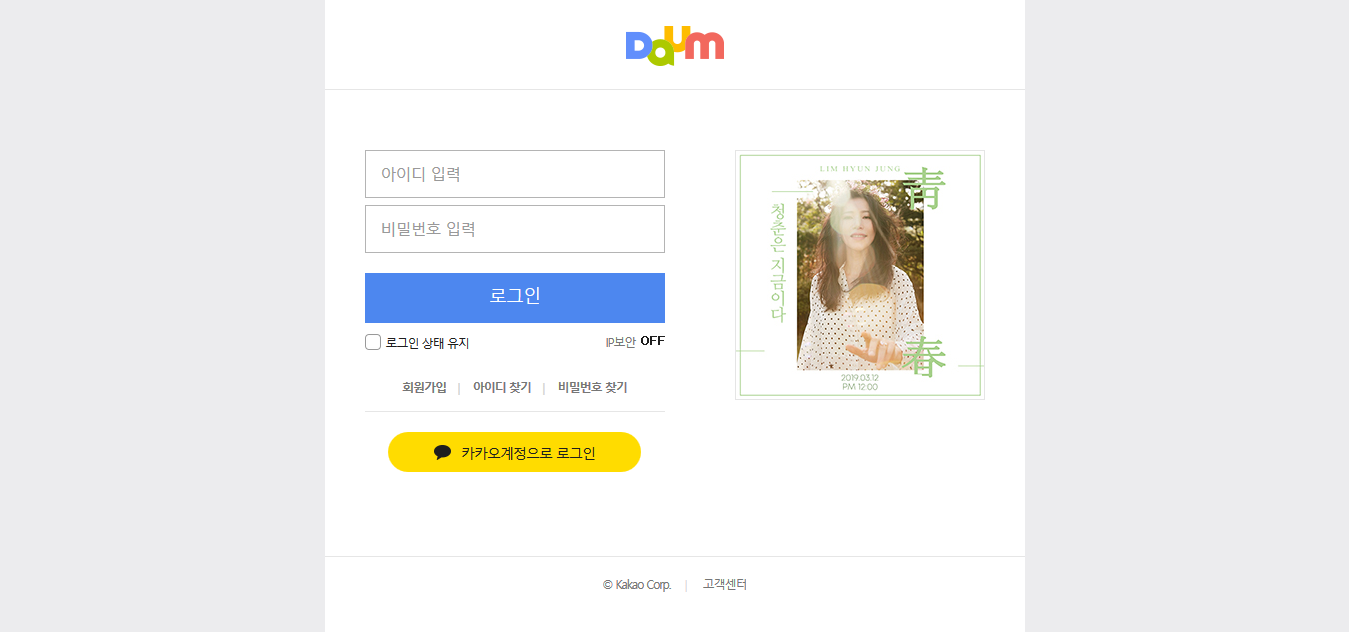 Daum
아이디 입력
비밀번호 입력
로그인
로그인 상태 유지
IP보안 OFF
회원가입 | 아이디 찾기 | 비밀번호 찾기
카카오계정으로 로그인
LIM HYUN JUNG
靑春
청춘은 지금이다
2019.03.12
PM 12:00
© Kakao Corp. | 고객센터